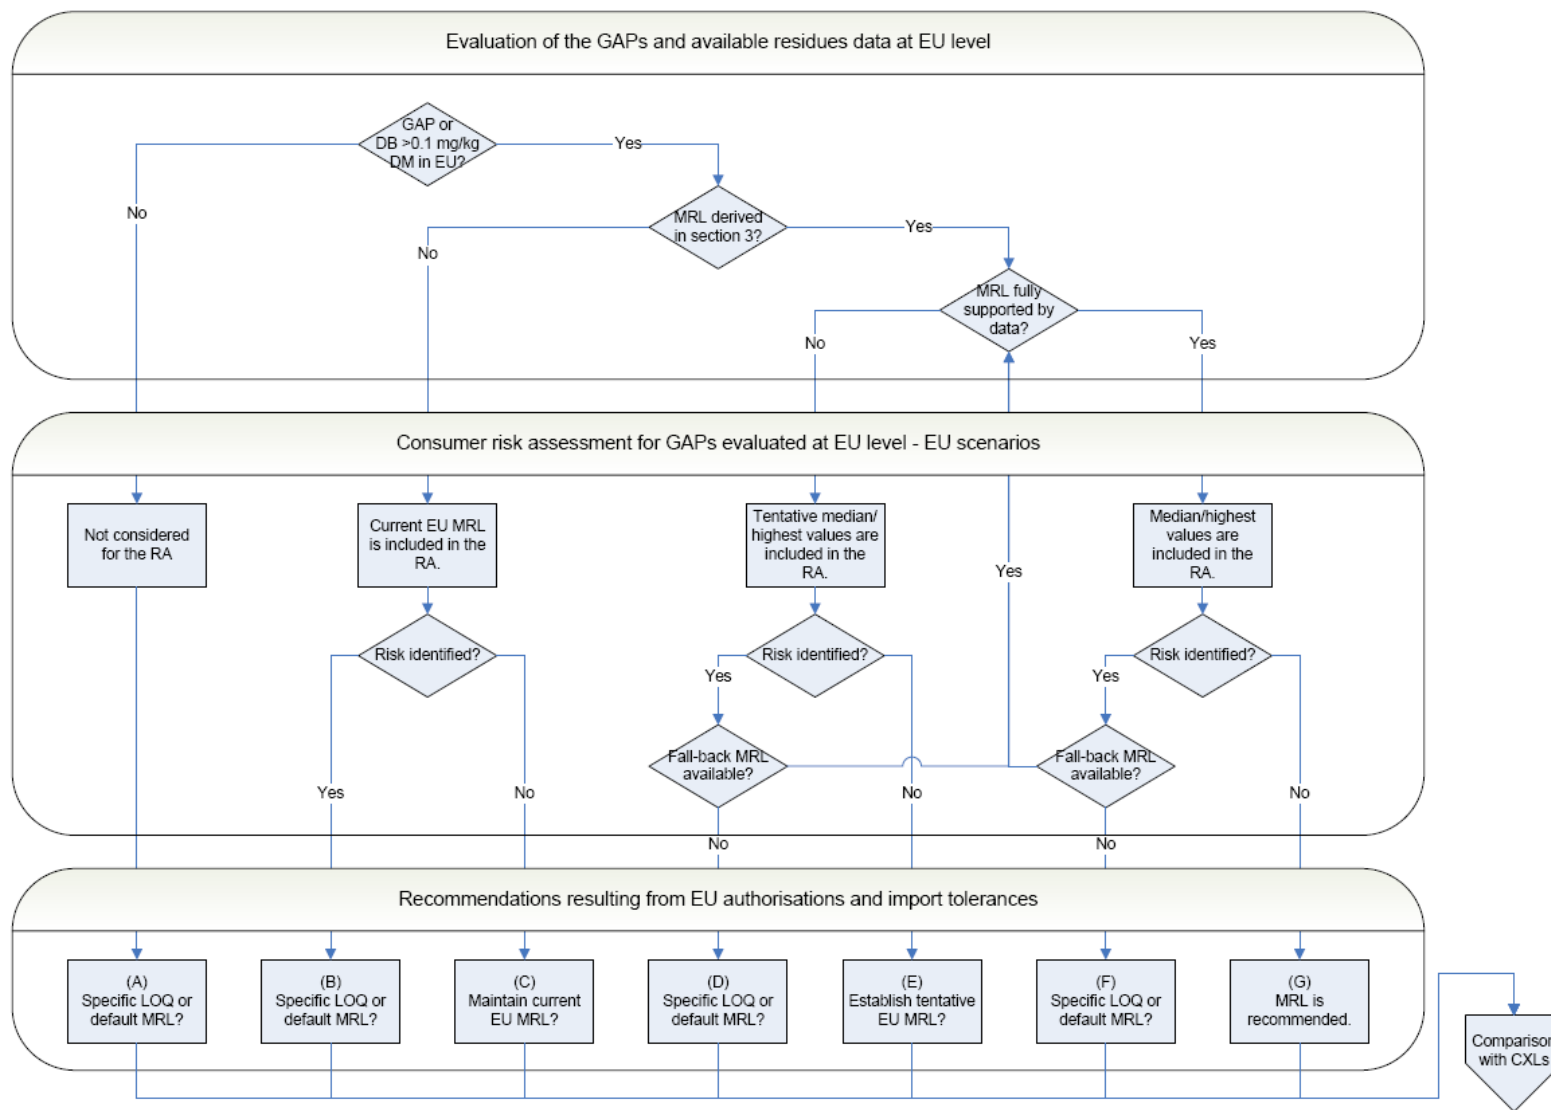 Evaluation of the GAPs and available residues data at EU level
GAP or
DB >0.1 mg/kg
DM in EU?
Yes
No
MRL derived
in section 3?
Yes
No
MRL fully
supported by
data?
No
Yes
Consumer risk assessment for GAPs evaluated at EU level - EU scenarios
Not considered
for the RA
Current EU MRL
is included in the
RA.
Tentative median/
highest values are
included in the
RA.
Median/highest
values are
included in the
RA.
Yes
Risk identified?
Risk identified?
Risk identified?
Yes
Yes
Fall-back MRL
available?
Fall-back MRL
available?
Yes
No
No
No
No
No
Recommendations resulting from EU authorisations and import tolerances
(A)
Specific LOQ or
default MRL?
(B)
Specific LOQ or
default MRL?
(C)
Maintain current
EU MRL?
(D)
Specific LOQ or
default MRL?
(E)
Establish tentative
EU MRL?
(F)
Specific LOQ or
default MRL?
(G)
MRL is
recommended.
Comparison
with CXLs